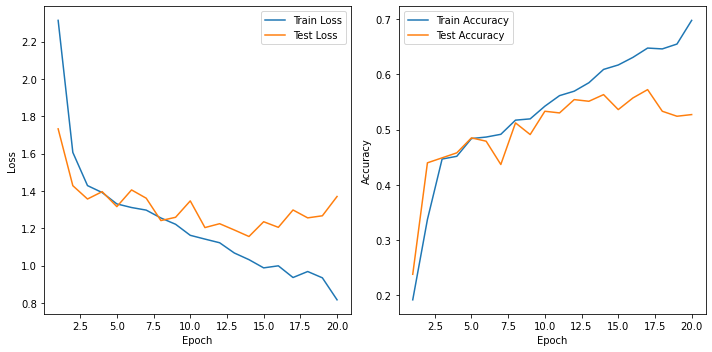 Train Loss
Test Loss
2.2
2.0
1.8
1.6
1.4
1.2
1.0
0.8
Loss
2.5 5.0 7.5 10.0 12.5 15.0 17.5 20.0
Epoch
Train Accuracy
Test Accuracy
0.7
0.6
0.5
0.4
0.3
0.2
Accuracy
2.5 5.0 7.5 10.0 12.5 15.0 17.5 20.0
Epoch